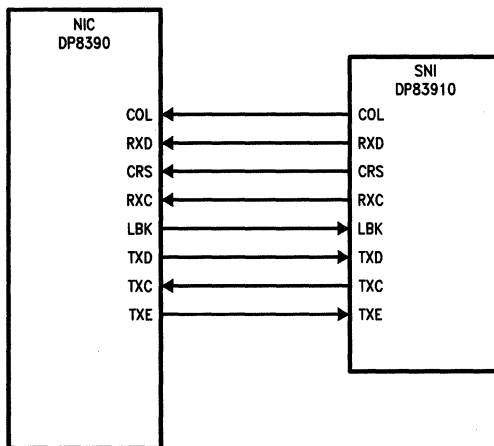 NIC
DP8390
SNI
DP83910
COL COL
RXD RXD
CRS CRS
RXC RXC
LBK LBK
TXD TXD
TXC TXC
TXE TXE